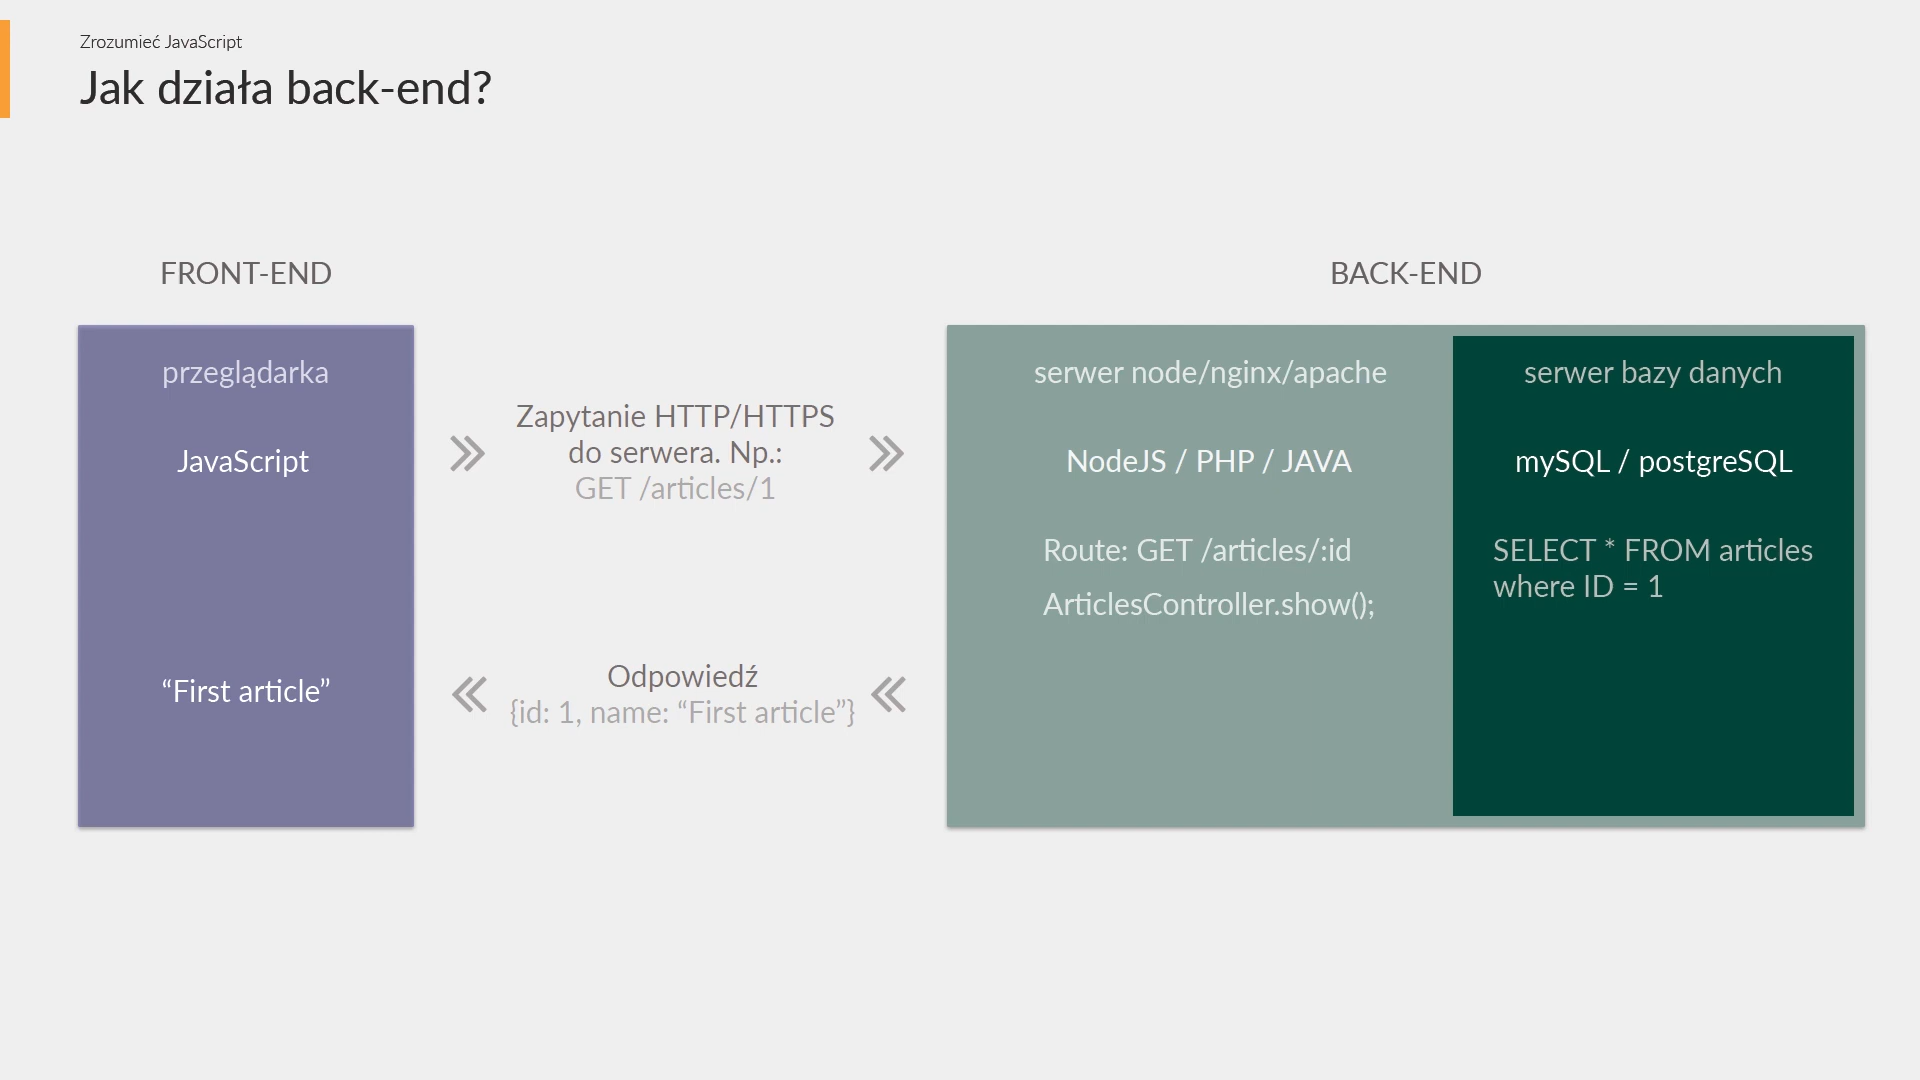 Zrozumieć JavaScript
Jak działa back-end?
FRONT-END
przeglądarka
JavaScript
“First article”
Zapytanie HTTP/HTTPS
do serwera. Np.:
GET /articles/1
Odpowiedź
{id: 1, name: “First article”}
BACK-END
serwer node/nginx/apache
NodeJS / PHP / JAVA
Route: GET /articles/:id
ArticlesController.show();
serwer bazy danych
mySQL / postgreSQL
SELECT * FROM articles
where ID = 1